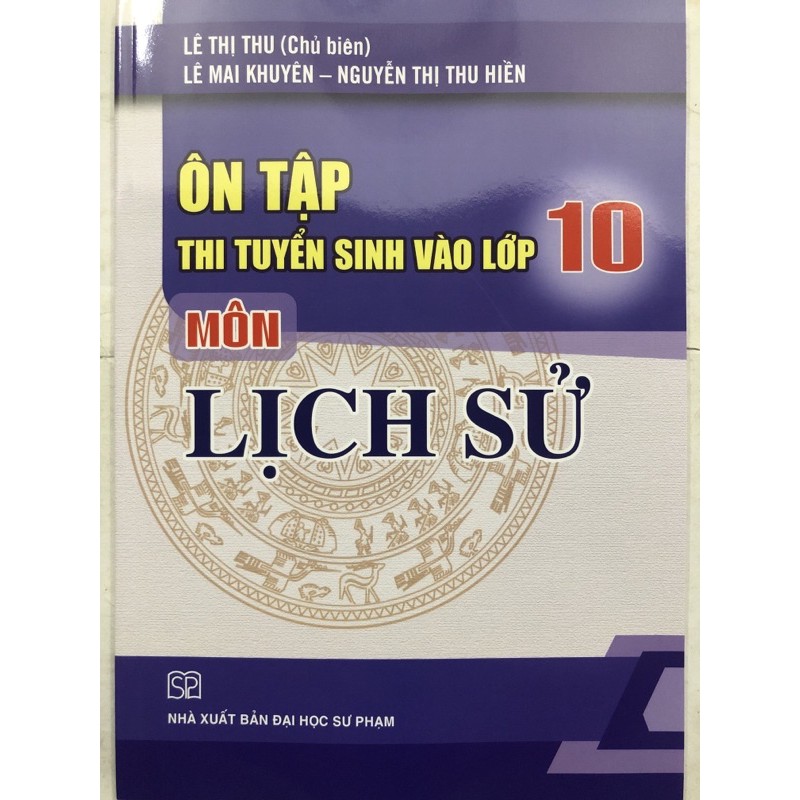 LÊ THỊ THU (Chủ biên)
LÊ MAI KHUYÊN – NGUYỄN THỊ THU HIỀN
ÔN TẬP
THI TUYỂN SINH VÀO LỚP 10
MÔN
LỊCH SỬ
SP
NHÀ XUẤT BẢN ĐẠI HỌC SƯ PHẠM